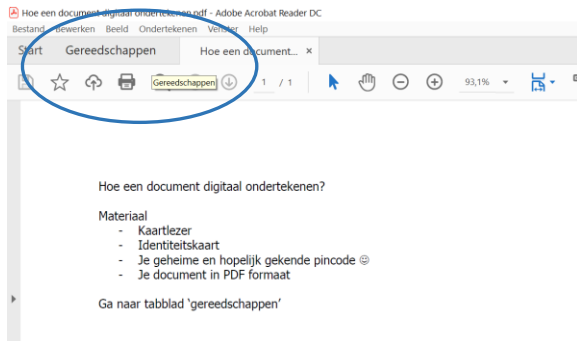 Hoe een document digitaal ondertekenen.pdf - Adobe Acrobat Reader DC
Bestand Bewerken Beeld Ondertekenen Venster Help
Start Gereedschappen Hoe een document... ×
Gereedschappen 1 / 1 93,1%
Hoe een document digitaal ondertekenen?
Materiaal
- Kaartlezer
- Identiteitskaart
- Je geheime en hopelijk gekende pincode ☺
- Je document in PDF formaat
Ga naar tabblad ‘gereedschappen’